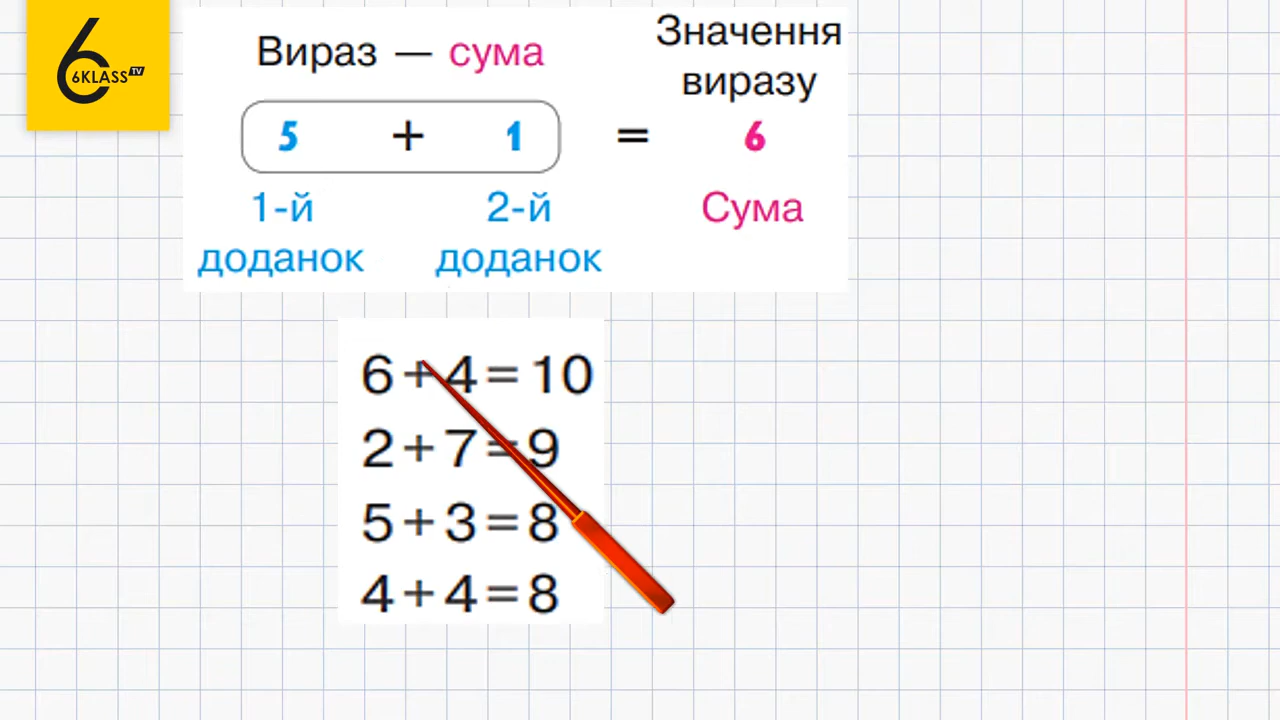 6KLASS TV
Вираз — сума
Значення
виразу
5 + 1 = 6
1-й 2-й Сума
доданок доданок
6+4=10
2+7=9
5+3=8
4+4=8